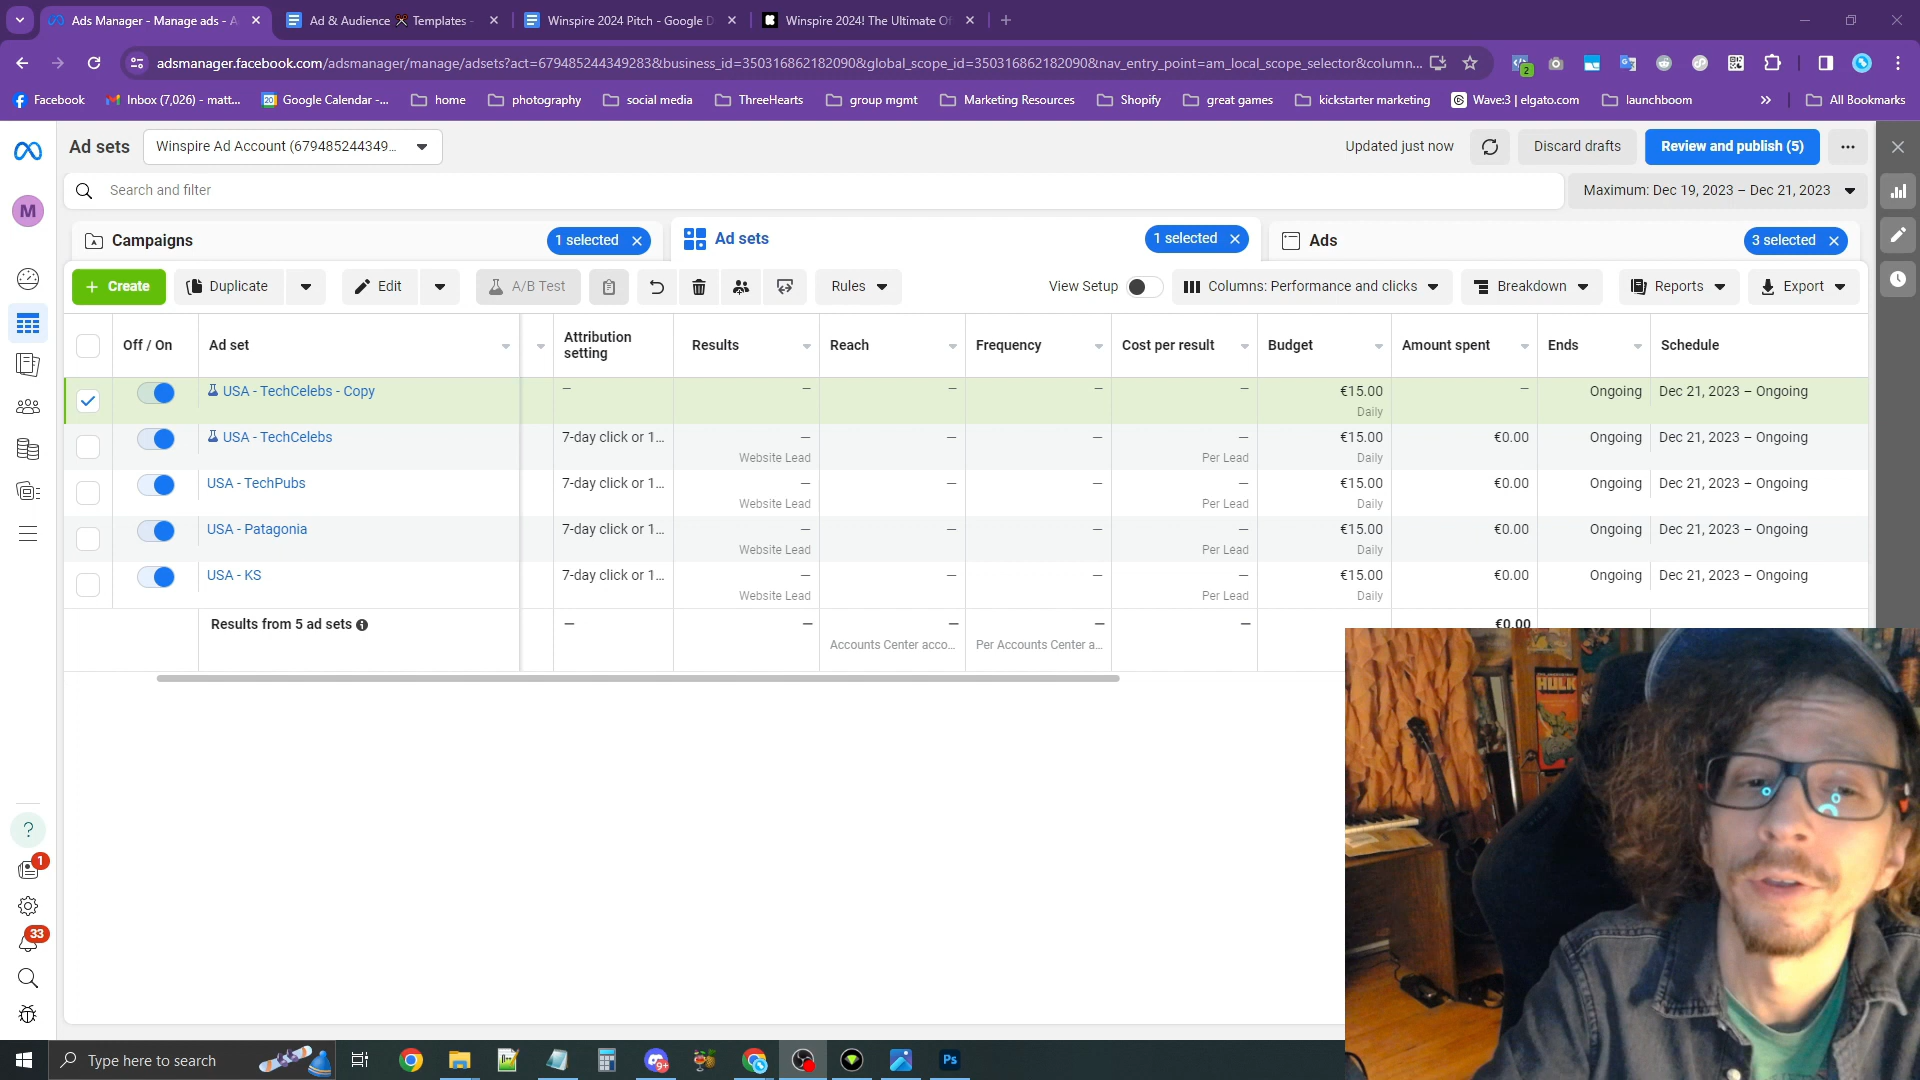 Ads Manager - Manage ads - A
Ad & Audience Templates -
Winspire 2024 Pitch - Google D
Winspire 2024! The Ultimate O
adsmanager.facebook.com/adsmanager/manage/adsets?act=679485244349283&business_id=350316862182090&global_scope_id=350316862182090&nav_entry_point=am_local_scope_selector&column...
2
Facebook
Inbox (7,026) - matt...
Google Calendar -...
home
photography
social media
ThreeHearts
group mgmt
Marketing Resources
Shopify
great games
kickstarter marketing
Wave:3 | elgato.com
launchboom
All Bookmarks
Ad sets
Winspire Ad Account (679485244349...
Updated just now
Discard drafts
Review and publish (5)
Search and filter
Maximum: Dec 19, 2023 – Dec 21, 2023
M
Campaigns
1 selected
Ad sets
1 selected
Ads
3 selected
+ Create
Duplicate
Edit
A/B Test
Rules
View Setup
Columns: Performance and clicks
Breakdown
Reports
Export
Off / On
Ad set
Attribution
setting
Results
Reach
Frequency
Cost per result
Budget
Amount spent
Ends
Schedule
USA - TechCelebs - Copy
–
–
–
–
–
€15.00
Daily
–
Ongoing
Dec 21, 2023 – Ongoing
USA - TechCelebs
7-day click or 1...
–
Website Lead
–
–
–
Per Lead
€15.00
Daily
€0.00
Ongoing
Dec 21, 2023 – Ongoing
USA - TechPubs
7-day click or 1...
–
Website Lead
–
–
–
Per Lead
€15.00
Daily
€0.00
Ongoing
Dec 21, 2023 – Ongoing
USA - Patagonia
7-day click or 1...
–
Website Lead
–
–
–
Per Lead
€15.00
Daily
€0.00
Ongoing
Dec 21, 2023 – Ongoing
USA - KS
7-day click or 1...
–
Website Lead
–
–
–
Per Lead
€15.00
Daily
€0.00
Ongoing
Dec 21, 2023 – Ongoing
Results from 5 ad sets
–
–
–
Accounts Center acco...
–
Per Accounts Center a...
–
€0.00
?
1
33
HULK
Type here to search
9+
Ps